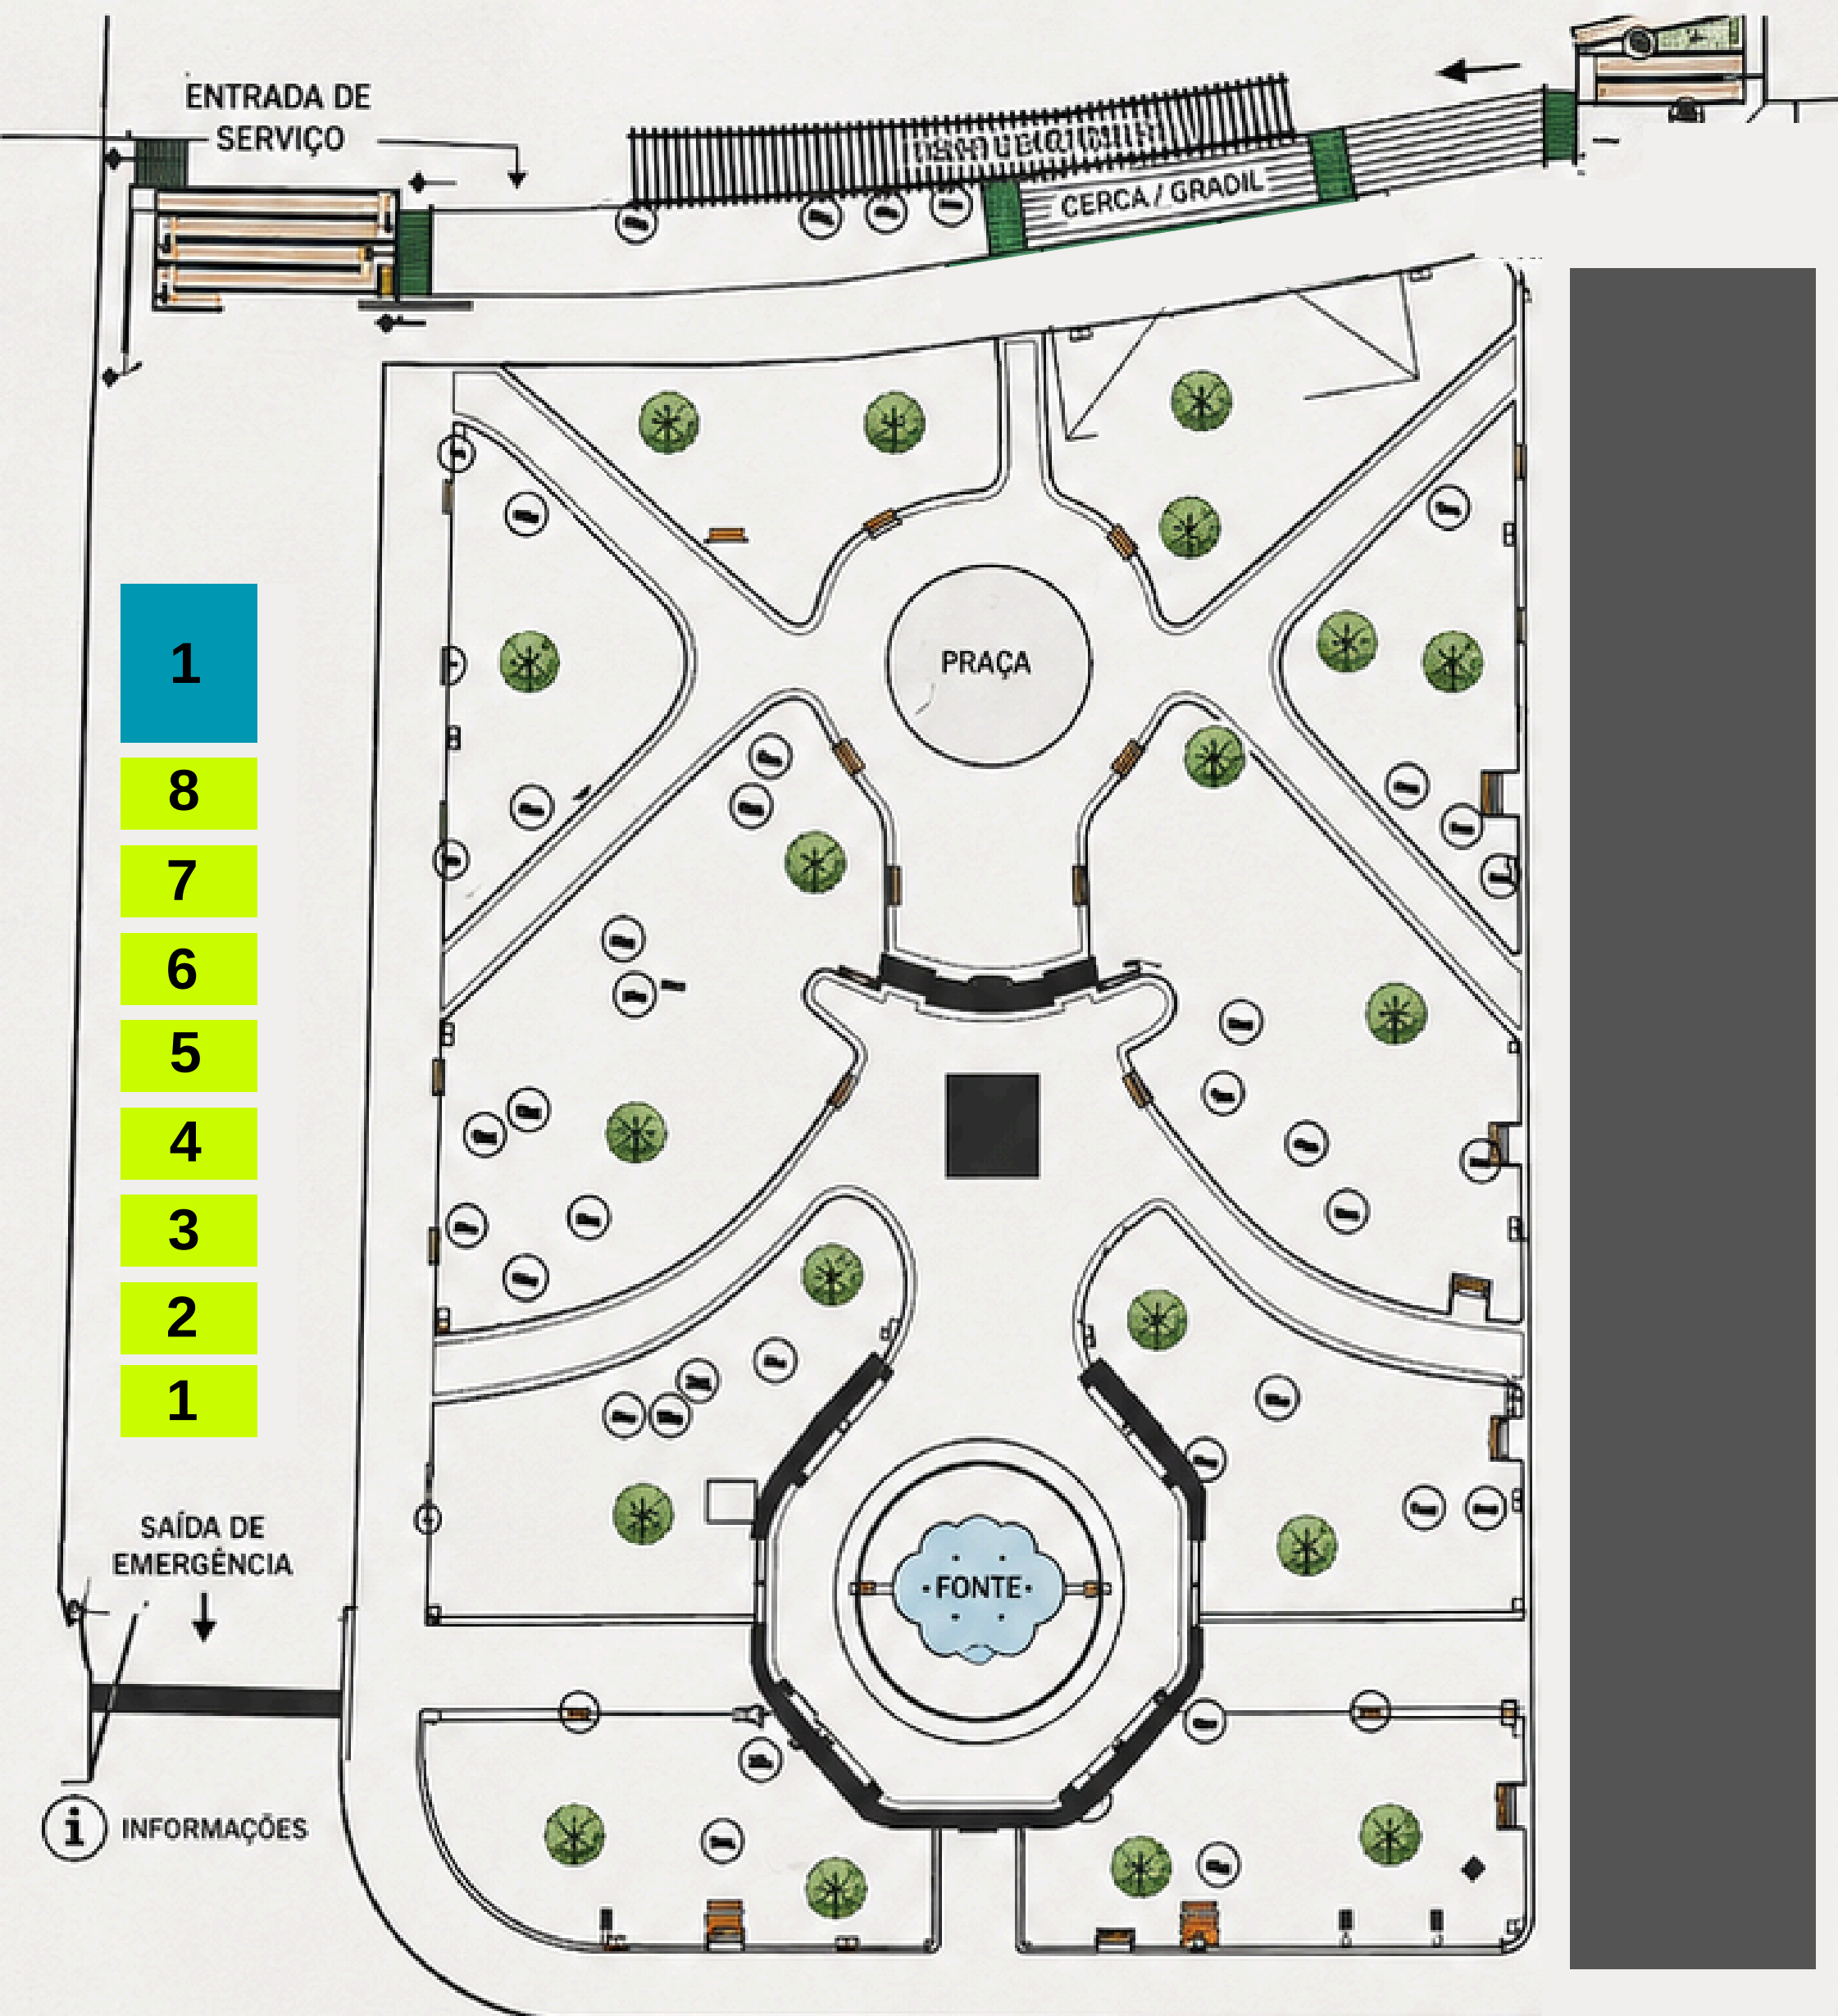 ENTRADA DE
SERVIÇO
CERCA / GRADIL
PRAÇA
1
8
7
6
5
4
3
2
1
SAÍDA DE
EMERGÊNCIA
·FONTE·
i INFORMAÇÕES